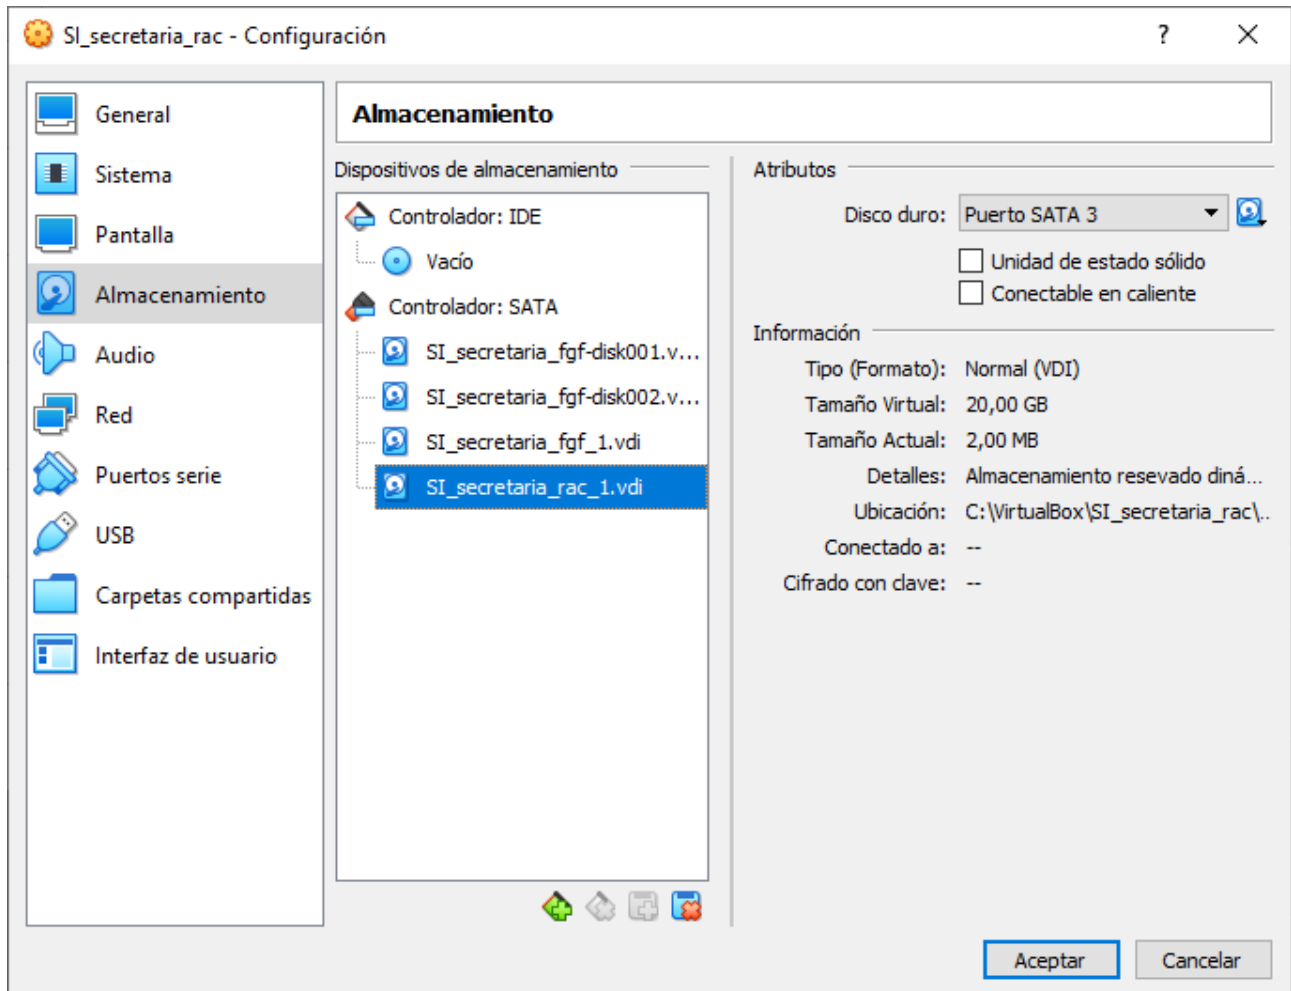 SI_secretaria_rac - Configuración
?
General
Sistema
Pantalla
Almacenamiento
Audio
Red
Puertos serie
USB
Carpetas compartidas
Interfaz de usuario
Almacenamiento
Dispositivos de almacenamiento
Controlador: IDE
Vacío
Controlador: SATA
SI_secretaria_fgf-disk001.v...
SI_secretaria_fgf-disk002.v...
SI_secretaria_fgf_1.vdi
SI_secretaria_rac_1.vdi
Atributos
Disco duro: Puerto SATA 3
Unidad de estado sólido
Conectable en caliente
Información
Tipo (Formato): Normal (VDI)
Tamaño Virtual: 20,00 GB
Tamaño Actual: 2,00 MB
Detalles: Almacenamiento resevado diná...
Ubicación: C:\VirtualBox\SI_secretaria_rac\..
Conectado a: --
Cifrado con clave: --
Aceptar
Cancelar